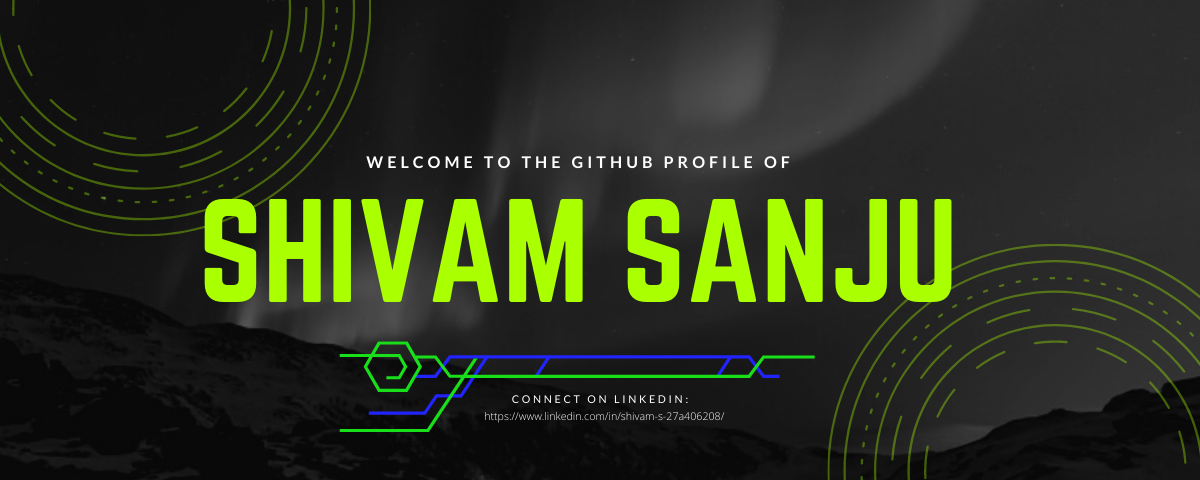 WELCOME TO THE GITHUB PROFILE OF
SHIVAM SANJU
CONNECT ON LINKEDIN:
https://www.linkedin.com/in/shivam-s-27a406208/